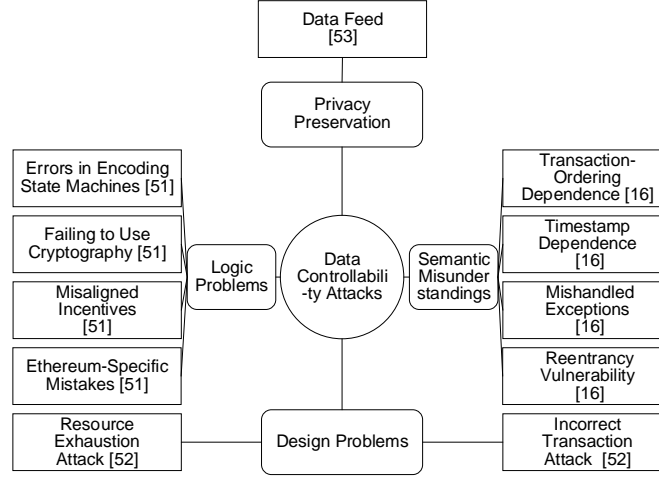 Data Feed
[53]
Privacy
Preservation
Errors in Encoding
State Machines [51]
Failing to Use
Cryptography [51]
Misaligned
Incentives
[51]
Ethereum-Specific
Mistakes [51]
Resource
Exhaustion
Attack [52]
Logic
Problems
Data
Controllabili
-ty Attacks
Semantic
Misunder
standings
Design Problems
Transaction-
Ordering
Dependence [16]
Timestamp
Dependence
[16]
Mishandled
Exceptions
[16]
Reentrancy
Vulnerability
[16]
Incorrect
Transaction
Attack [52]